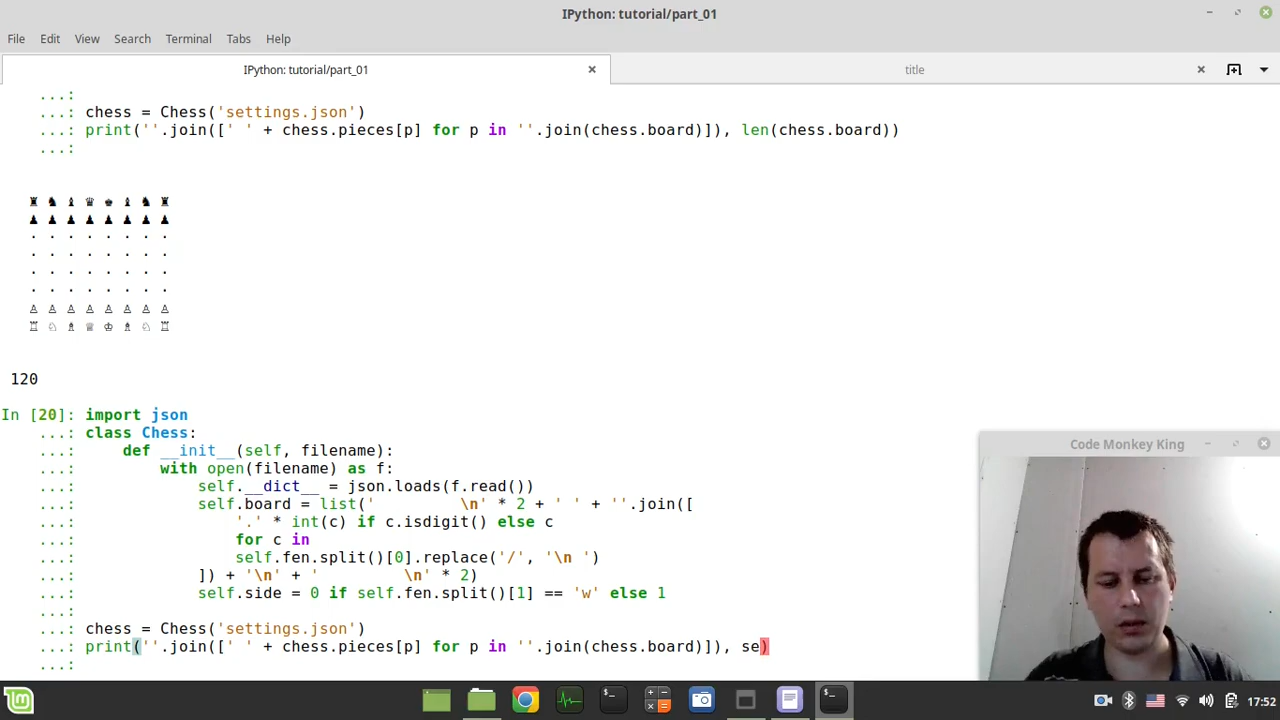 IPython: tutorial/part_01
File Edit View Search Terminal Tabs Help
IPython: tutorial/part_01
title
...:
...: chess = Chess('settings.json')
...: print(''.join([' ' + chess.pieces[p] for p in ''.join(chess.board)]), len(chess.board))
...:
♜ ♞ ♝ ♛ ♚ ♝ ♞ ♜
♟ ♟ ♟ ♟ ♟ ♟ ♟ ♟
. . . . . . . .
. . . . . . . .
. . . . . . . .
. . . . . . . .
♙ ♙ ♙ ♙ ♙ ♙ ♙ ♙
♖ ♘ ♗ ♕ ♔ ♗ ♘ ♖
120
In [20]: import json
...: class Chess:
...:     def __init__(self, filename):
...:         with open(filename) as f:
...:             self.__dict__ = json.loads(f.read())
...:             self.board = list('         \n' * 2 + ' ' + ''.join([
...:                 '.' * int(c) if c.isdigit() else c
...:                 for c in
...:                 self.fen.split()[0].replace('/', '\n ')
...:             ]) + '\n' + '         \n' * 2)
...:             self.side = 0 if self.fen.split()[1] == 'w' else 1
...:
...: chess = Chess('settings.json')
...: print(''.join([' ' + chess.pieces[p] for p in ''.join(chess.board)]), se)
...:
Code Monkey King
17:52